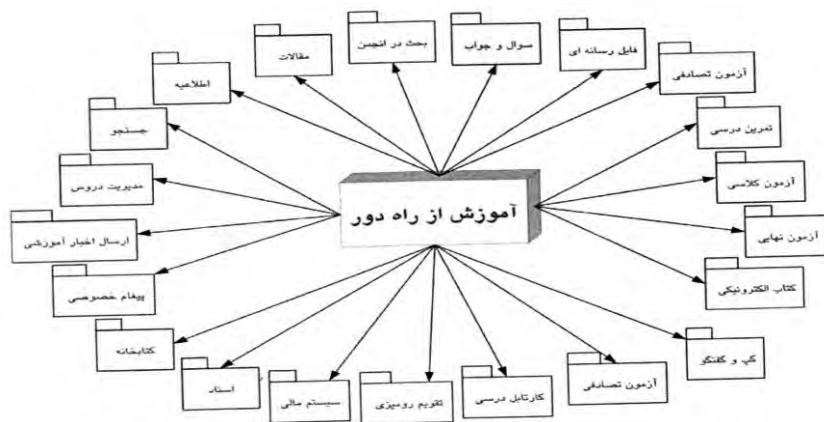 فایل رسانه ای
سوال و جواب
بحث در انجمن
مقالات
اطلاعیه
جستجو
مدیریت دروس
ارسال اخبار آموزشی
پیغام خصوصی
کتابخانه
اسناد
سیستم مالی
تقویم رومیزی
کارتابل درسی
آزمون تصادفی
گپ و گفتگو
کتاب الکترونیکی
آزمون نهایی
آزمون کلاسی
تمرین درسی
آزمون تصادفی
آموزش از راه دور